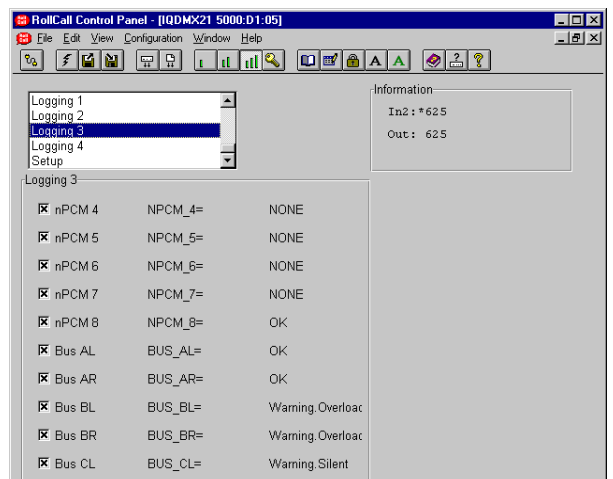 RollCall Control Panel - [IQDMX21 5000:D1:05]
File Edit View Configuration Window Help
Logging 1
Logging 2
Logging 3
Logging 4
Setup
Information
In2:*625
Out: 625
Logging 3
nPCM 4 NPCM_4= NONE
nPCM 5 NPCM_5= NONE
nPCM 6 NPCM_6= NONE
nPCM 7 NPCM_7= NONE
nPCM 8 NPCM_8= OK
Bus AL BUS_AL= OK
Bus AR BUS_AR= OK
Bus BL BUS_BL= Warning.Overload
Bus BR BUS_BR= Warning.Overload
Bus CL BUS_CL= Warning.Silent